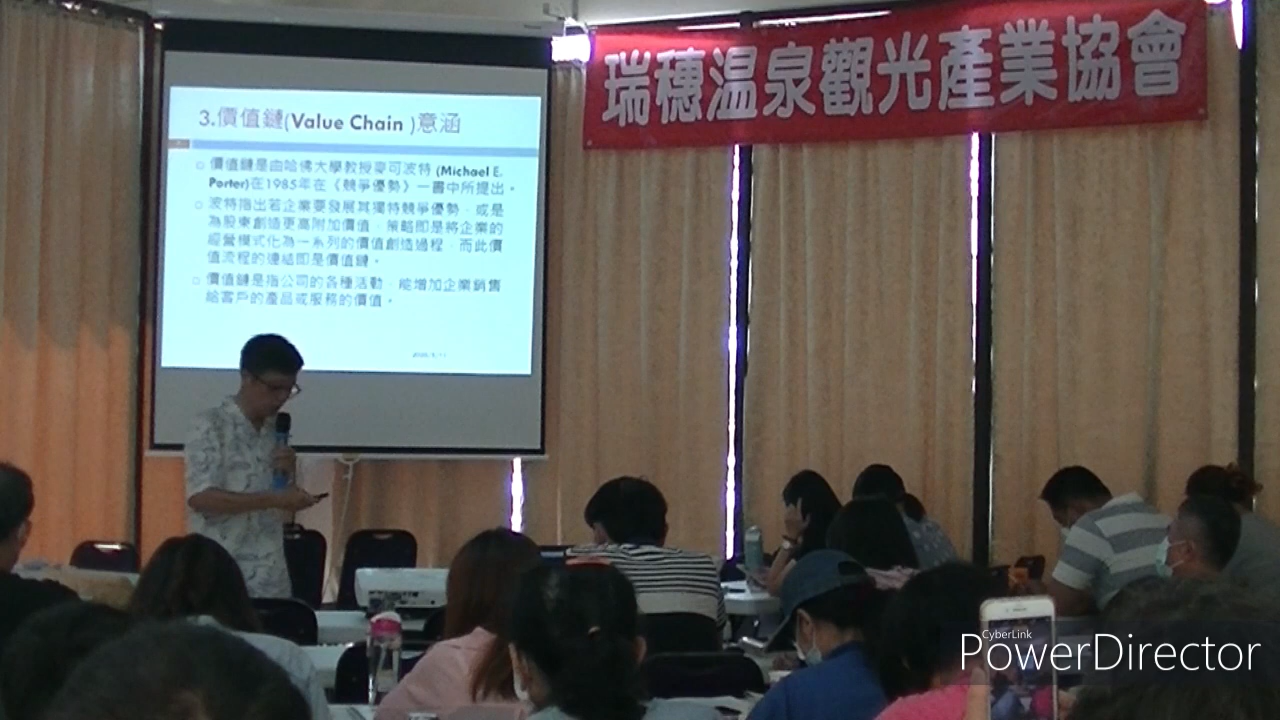 瑞穗温泉觀光產業協會
3.價值鏈(Value Chain )意涵
價值鏈是由哈佛大學教授麥可波特 (Michael E.
Porter)在1985年在《競爭優勢》一書中所提出。
波特指出若企業要發展其獨特競爭優勢，或是
為股東創造更高附加價值，策略即是將企業的
經營模式化為一系列的價值創造過程，而此價
值流程的連結即是價值鏈。
價值鏈是指公司的各種活動，能增加企業銷售
給客戶的產品或服務的價值。
CyberLink
PowerDirector